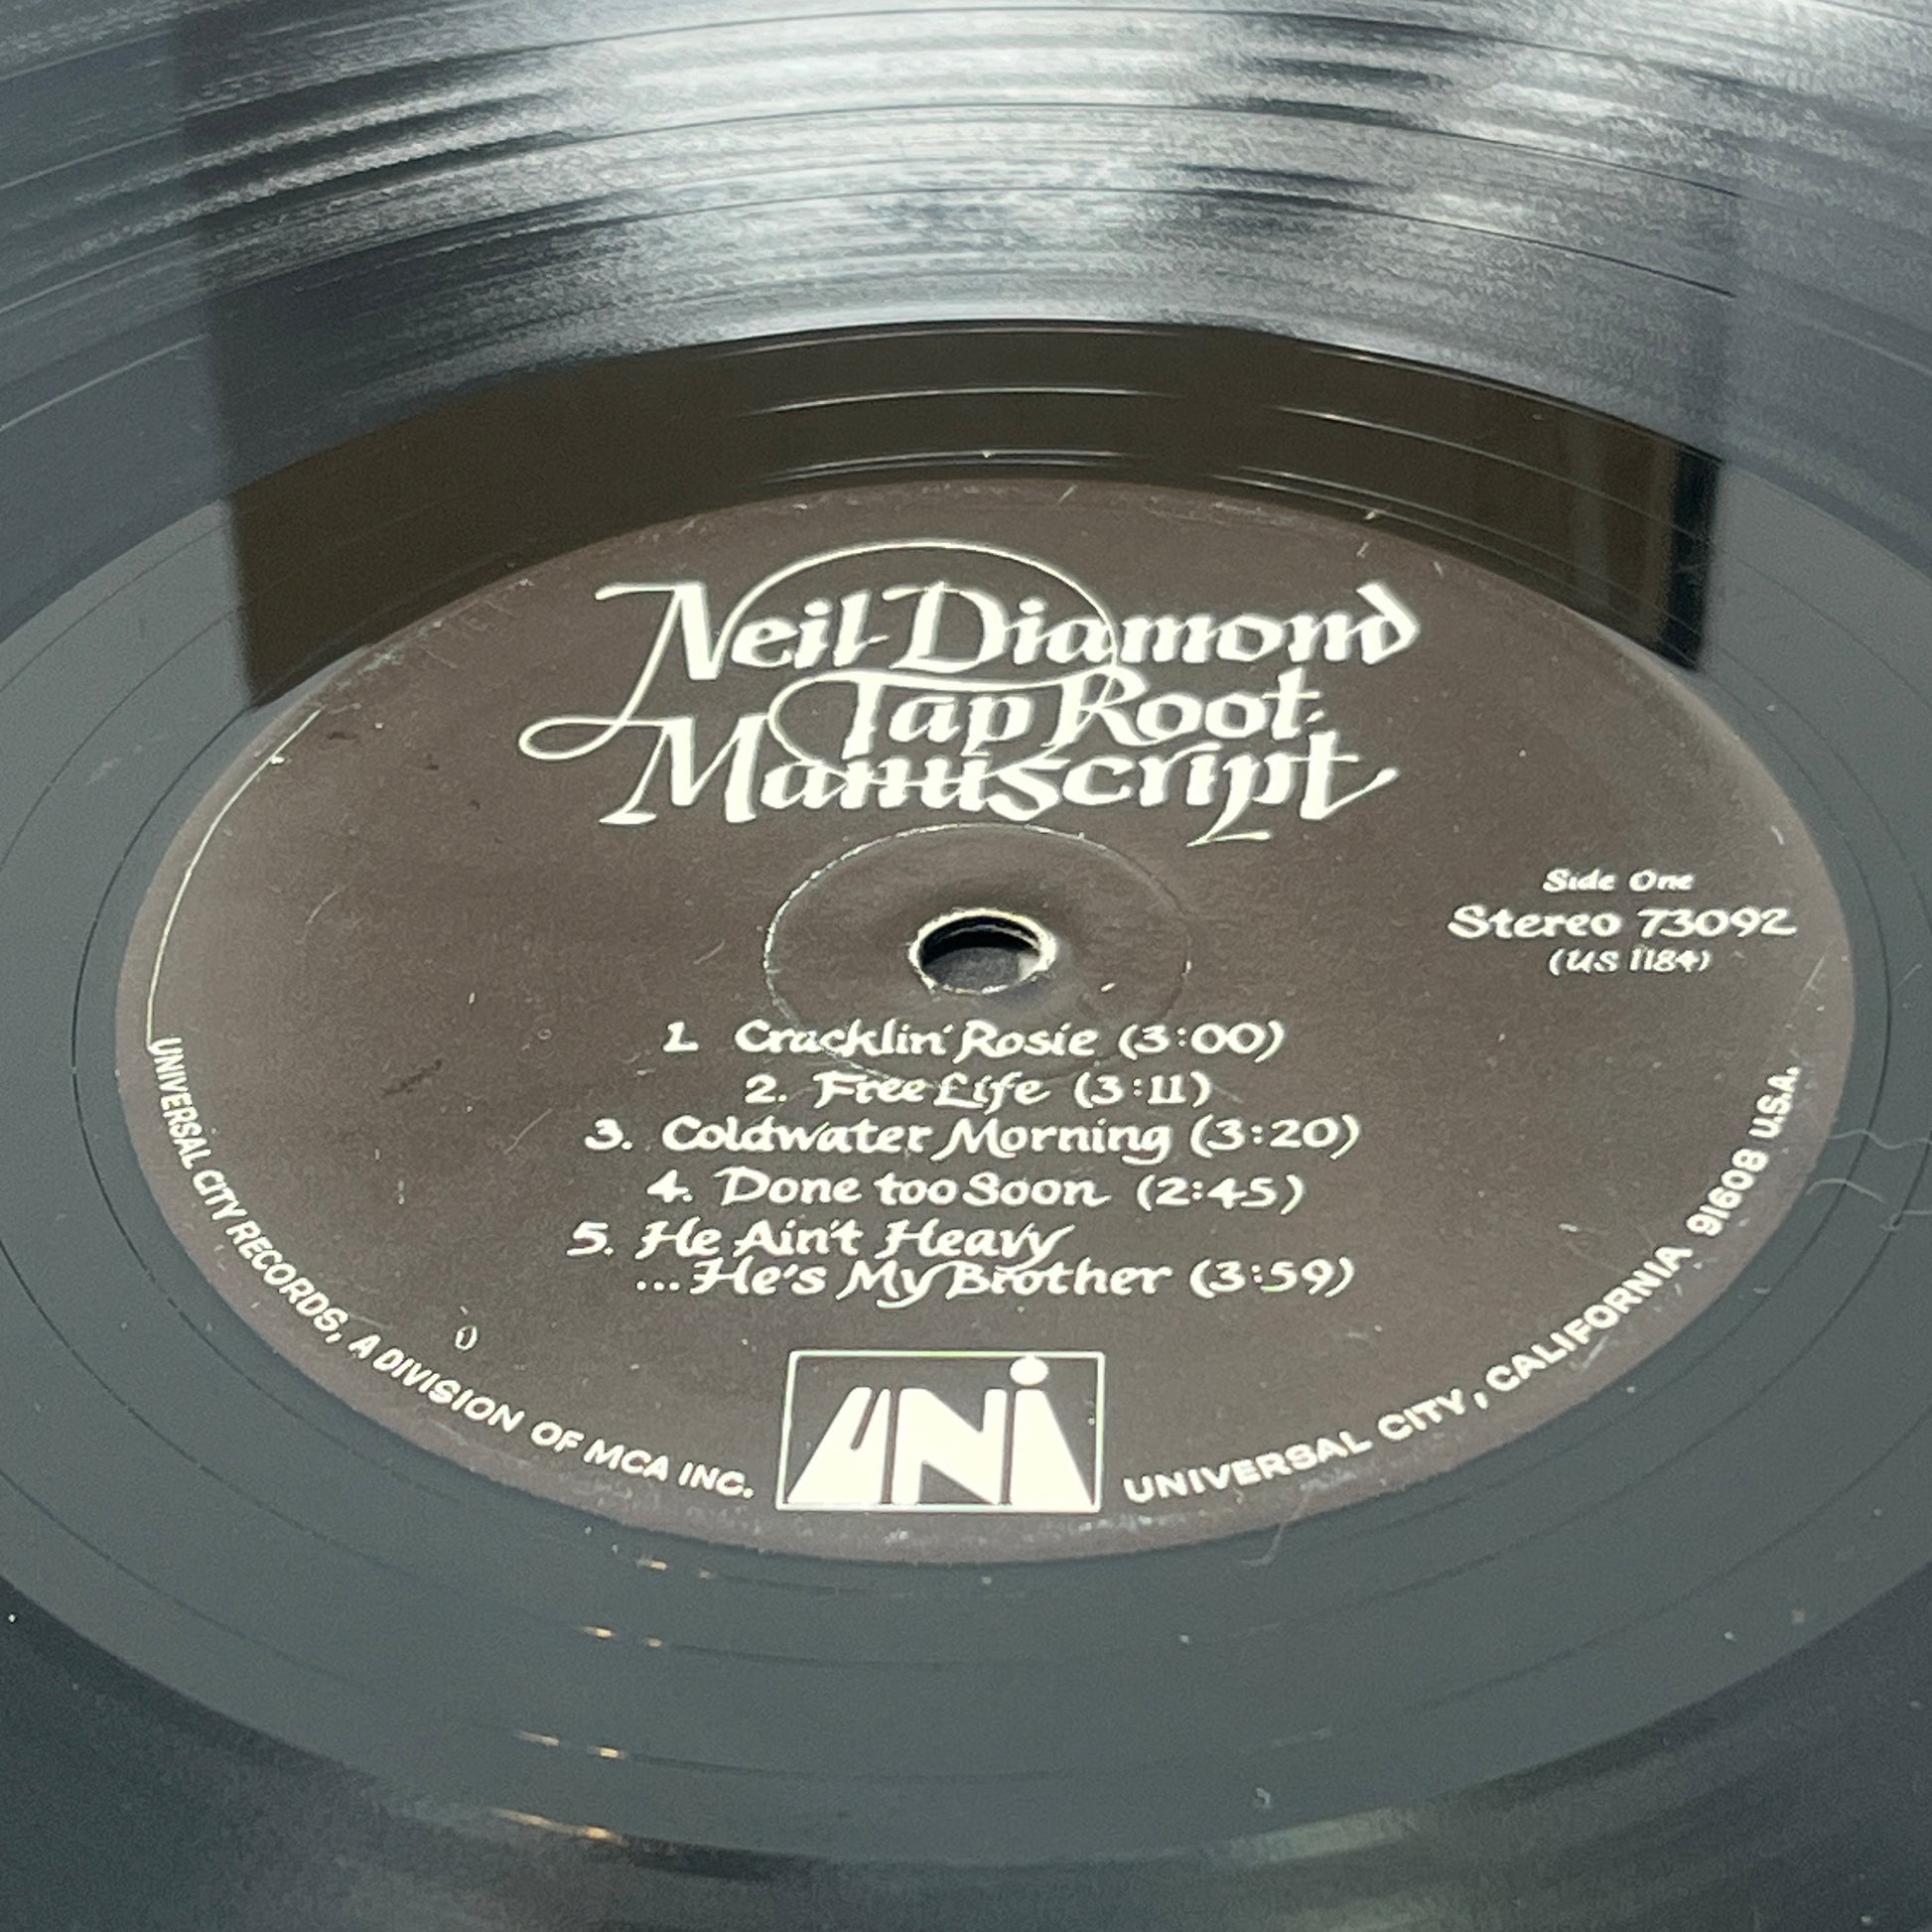 Neil Diamond
Tap Root
Manuscript
Side One
Stereo 73092
(US 1184)
1. Cracklin' Rosie (3:00)
2. Free Life (3:11)
3. Coldwater Morning (3:20)
4. Done too Soon (2:45)
5. He Ain't Heavy
...He's My Brother (3:59)
UNIVERSAL CITY RECORDS, A DIVISION OF MCA INC.
UNI
UNIVERSAL CITY, CALIFORNIA 91608 U.S.A.